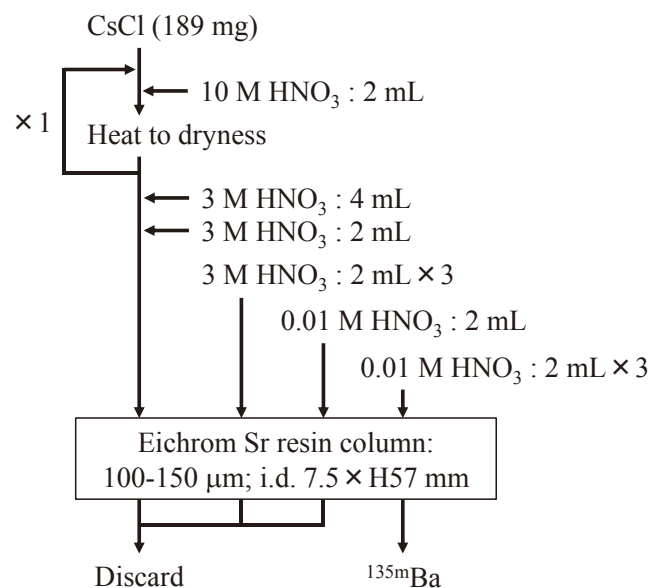 CsCl (189 mg)
10 M HNO₃ : 2 mL
× 1
Heat to dryness
3 M HNO₃ : 4 mL
3 M HNO₃ : 2 mL
3 M HNO₃ : 2 mL × 3
0.01 M HNO₃ : 2 mL
0.01 M HNO₃ : 2 mL × 3
Eichrom Sr resin column:
100-150 μm; i.d. 7.5 × H57 mm
Discard
¹³⁵ᵐBa